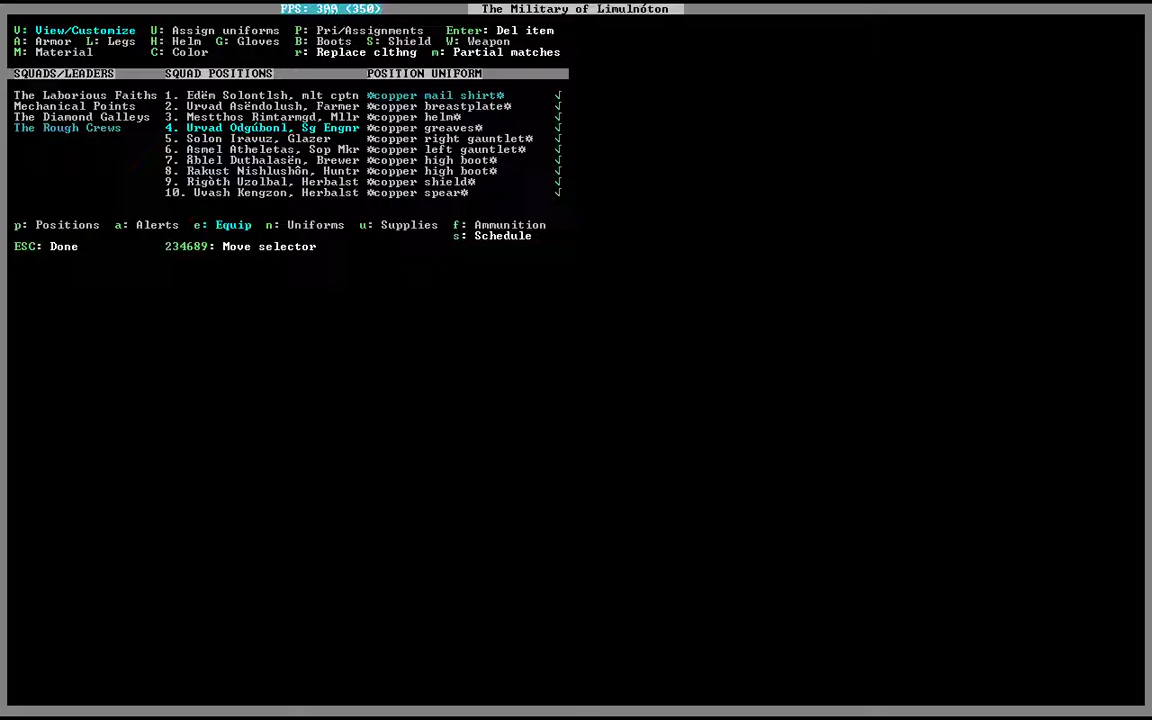 FPS: 300 (350) The Military of Limulnóton
V: View/Customize U: Assign uniforms P: Pri/Assignments Enter: Del item
A: Armor L: Legs H: Helm G: Gloves B: Boots S: Shield W: Weapon
M: Material C: Color r: Replace clthng m: Partial matches
SQUADS/LEADERS SQUAD POSITIONS POSITION UNIFORM
The Laborious Faiths 1. Edëm Solontlsh, mlt cptn ☼copper mail shirt☼ √
Mechanical Points 2. Urvad Asëndolush, Farmer ☼copper breastplate☼ √
The Diamond Galleys 3. Mestthos Rimtarmgd, Mllr ☼copper helm☼ √
The Rough Crews 4. Urvad Odgúbonl, Sg Engnr ☼copper greaves☼ √
5. Solon Iravuz, Glazer ☼copper right gauntlet☼ √
6. Asmel Atheletas, Sop Mkr ☼copper left gauntlet☼ √
7. Åblel Duthalasën, Brewer ☼copper high boot☼ √
8. Rakust Nishlushôn, Huntr ☼copper high boot☼ √
9. Rigòth Uzolbal, Herbalst ☼copper shield☼ √
10. Uvash Kengzon, Herbalst ☼copper spear☼ √
p: Positions a: Alerts e: Equip n: Uniforms u: Supplies f: Ammunition
s: Schedule
ESC: Done 234689: Move selector